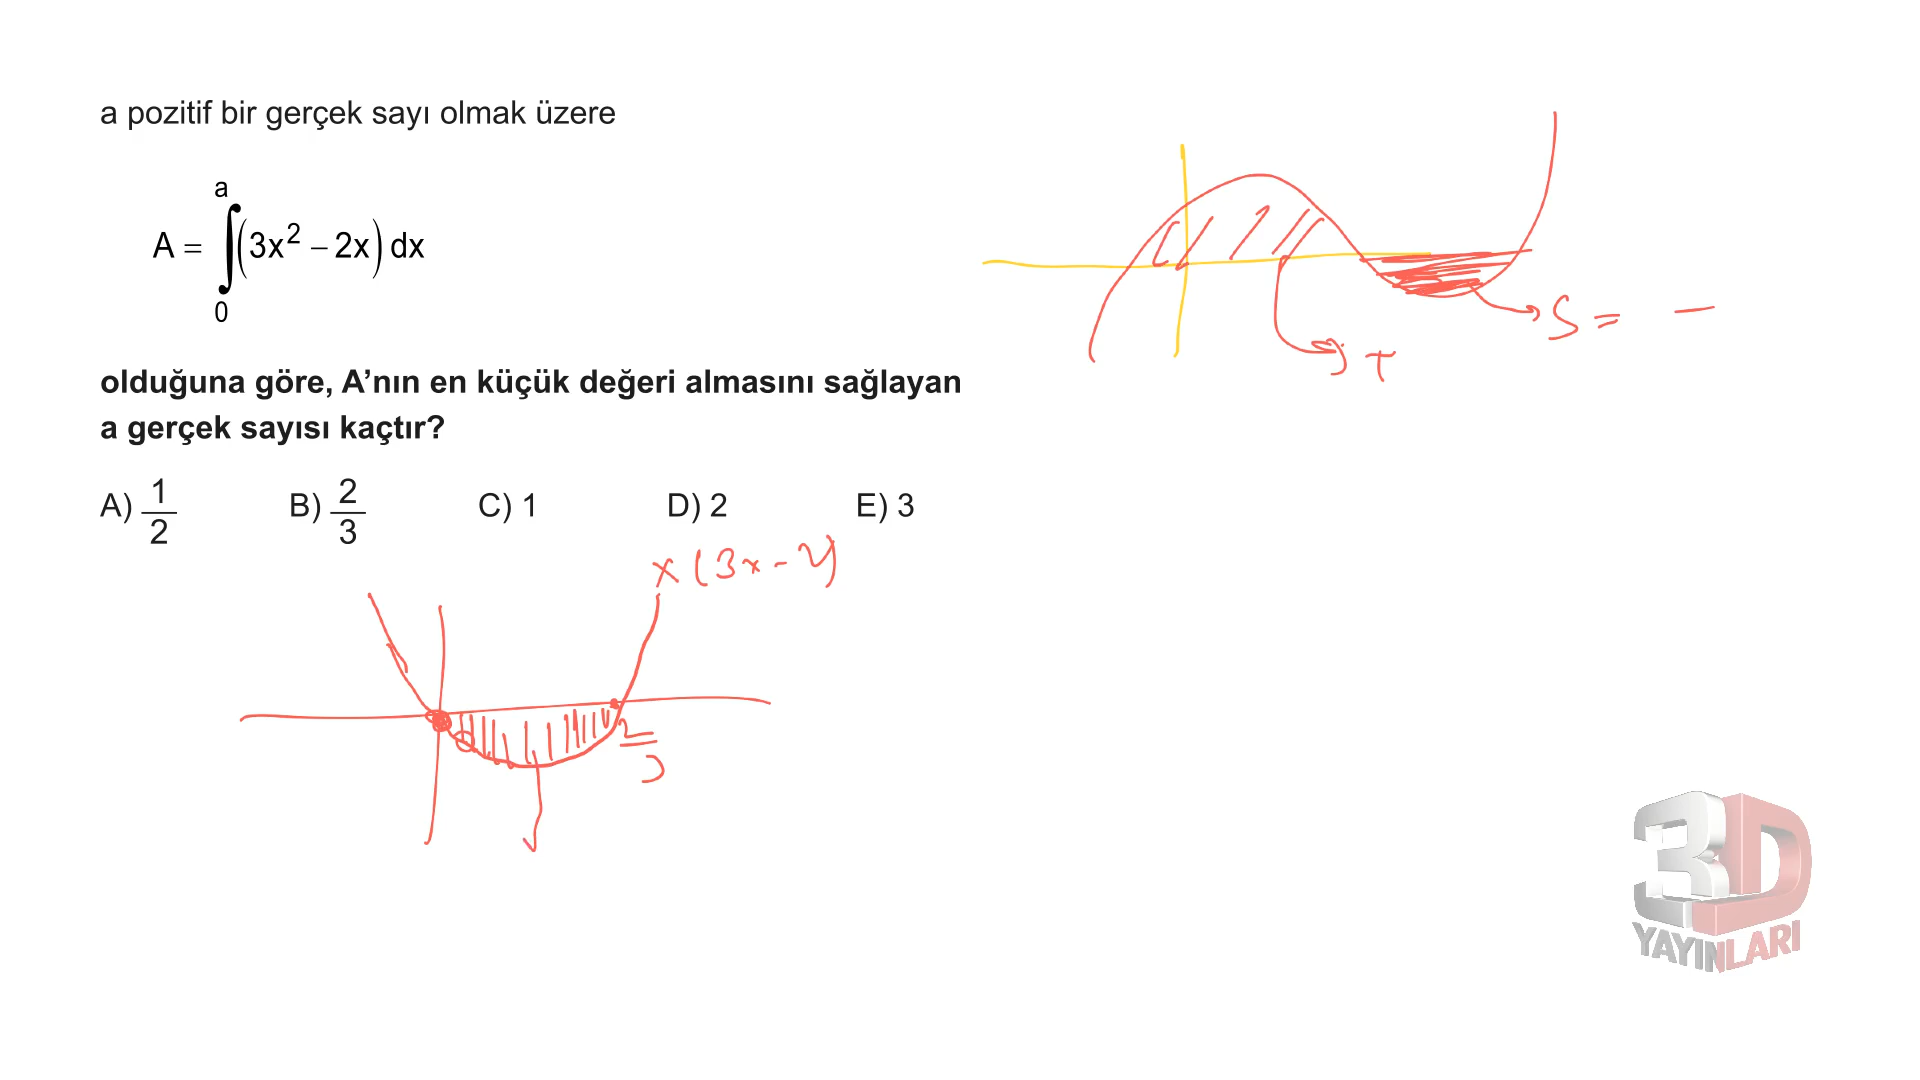 a pozitif bir gerçek sayı olmak üzere
a
A = ∫(3x² – 2x) dx
0
olduğuna göre, A’nın en küçük değeri almasını sağlayan
a gerçek sayısı kaçtır?
A) 1/2 B) 2/3 C) 1 D) 2 E) 3
x (3x - 2)
2/3
S = —
3D
YAYINLARI